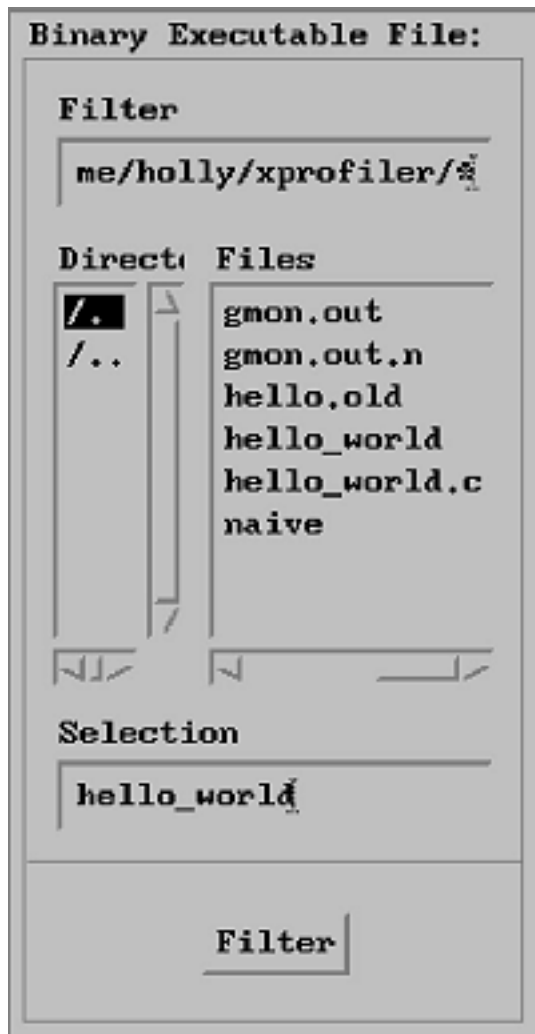 Binary Executable File:
Filter
me/holly/xprofiler/*
Direct
Files
/.
/..
gmon.out
gmon.out.n
hello.old
hello_world
hello_world.c
naive
Selection
hello_world
Filter